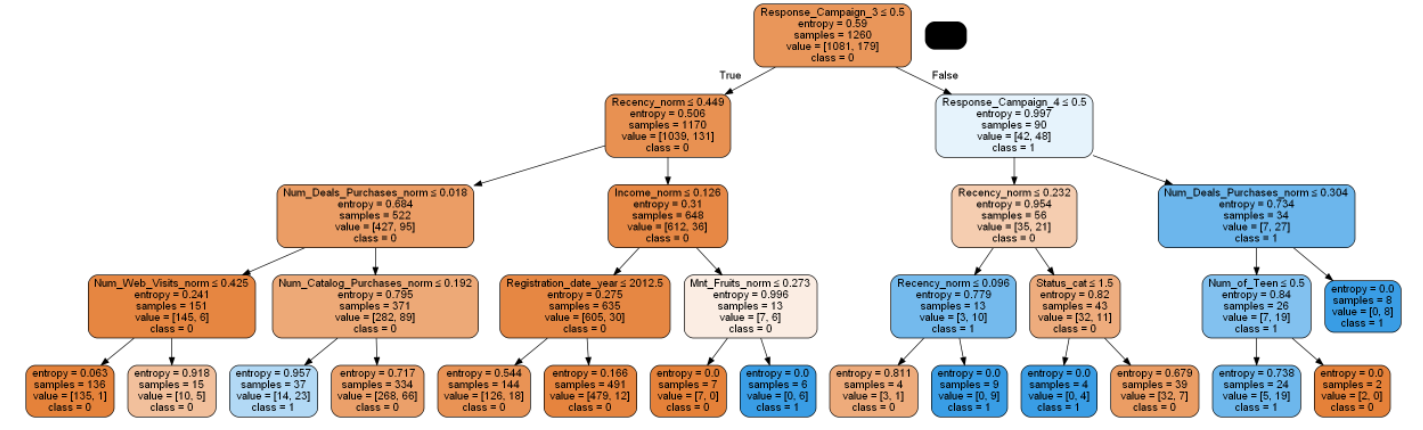 Response_Campaign_3 ≤ 0.5
entropy = 0.59
samples = 1260
value = [1081, 179]
class = 0
True
False
Recency_norm ≤ 0.449
entropy = 0.506
samples = 1170
value = [1039, 131]
class = 0
Response_Campaign_4 ≤ 0.5
entropy = 0.997
samples = 90
value = [42, 48]
class = 1
Num_Deals_Purchases_norm ≤ 0.018
entropy = 0.684
samples = 522
value = [427, 95]
class = 0
Income_norm ≤ 0.126
entropy = 0.31
samples = 648
value = [612, 36]
class = 0
Recency_norm ≤ 0.232
entropy = 0.954
samples = 56
value = [35, 21]
class = 0
Num_Deals_Purchases_norm ≤ 0.304
entropy = 0.734
samples = 34
value = [7, 27]
class = 1
Num_Web_Visits_norm ≤ 0.425
entropy = 0.241
samples = 151
value = [145, 6]
class = 0
Num_Catalog_Purchases_norm ≤ 0.192
entropy = 0.795
samples = 371
value = [282, 89]
class = 0
Registration_date_year ≤ 2012.5
entropy = 0.275
samples = 635
value = [605, 30]
class = 0
Mnt_Fruits_norm ≤ 0.273
entropy = 0.996
samples = 13
value = [7, 6]
class = 0
Recency_norm ≤ 0.096
entropy = 0.779
samples = 13
value = [3, 10]
class = 1
Status_cat ≤ 1.5
entropy = 0.82
samples = 43
value = [32, 11]
class = 0
Num_of_Teen ≤ 0.5
entropy = 0.84
samples = 26
value = [7, 19]
class = 1
entropy = 0.0
samples = 8
value = [0, 8]
class = 1
entropy = 0.063
samples = 136
value = [135, 1]
class = 0
entropy = 0.918
samples = 15
value = [10, 5]
class = 0
entropy = 0.957
samples = 37
value = [14, 23]
class = 1
entropy = 0.717
samples = 334
value = [268, 66]
class = 0
entropy = 0.544
samples = 144
value = [126, 18]
class = 0
entropy = 0.166
samples = 491
value = [479, 12]
class = 0
entropy = 0.0
samples = 7
value = [7, 0]
class = 0
entropy = 0.0
samples = 6
value = [0, 6]
class = 1
entropy = 0.811
samples = 4
value = [3, 1]
class = 0
entropy = 0.0
samples = 9
value = [0, 9]
class = 1
entropy = 0.0
samples = 4
value = [0, 4]
class = 1
entropy = 0.679
samples = 39
value = [32, 7]
class = 0
entropy = 0.738
samples = 24
value = [5, 19]
class = 1
entropy = 0.0
samples = 2
value = [2, 0]
class = 0